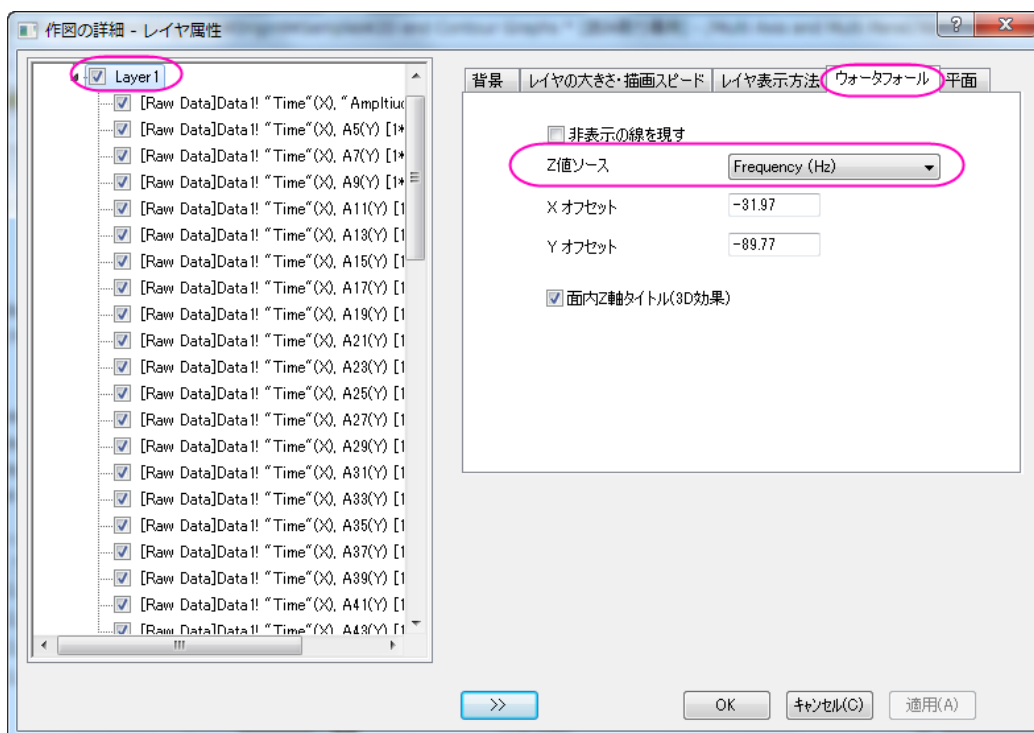 作図の詳細 - レイヤ属性
Layer1
[Raw Data]Data1! "Time"(X), "Ampltiu
[Raw Data]Data1! "Time"(X), A5(Y) [1*
[Raw Data]Data1! "Time"(X), A7(Y) [1*
[Raw Data]Data1! "Time"(X), A9(Y) [1*
[Raw Data]Data1! "Time"(X), A11(Y) [1
[Raw Data]Data1! "Time"(X), A13(Y) [1
[Raw Data]Data1! "Time"(X), A15(Y) [1
[Raw Data]Data1! "Time"(X), A17(Y) [1
[Raw Data]Data1! "Time"(X), A19(Y) [1
[Raw Data]Data1! "Time"(X), A21(Y) [1
[Raw Data]Data1! "Time"(X), A23(Y) [1
[Raw Data]Data1! "Time"(X), A25(Y) [1
[Raw Data]Data1! "Time"(X), A27(Y) [1
[Raw Data]Data1! "Time"(X), A29(Y) [1
[Raw Data]Data1! "Time"(X), A31(Y) [1
[Raw Data]Data1! "Time"(X), A33(Y) [1
[Raw Data]Data1! "Time"(X), A35(Y) [1
[Raw Data]Data1! "Time"(X), A37(Y) [1
[Raw Data]Data1! "Time"(X), A39(Y) [1
[Raw Data]Data1! "Time"(X), A41(Y) [1
[Raw Data]Data1! "Time"(X), A43(Y) [1
背景 レイヤの大きさ・描画スピード レイヤ表示方法 ウォータフォール 平面
非表示の線を現す
Z値ソース Frequency (Hz)
X オフセット -31.97
Y オフセット -89.77
面内Z軸タイトル(3D効果)
>> OK キャンセル(C) 適用(A)